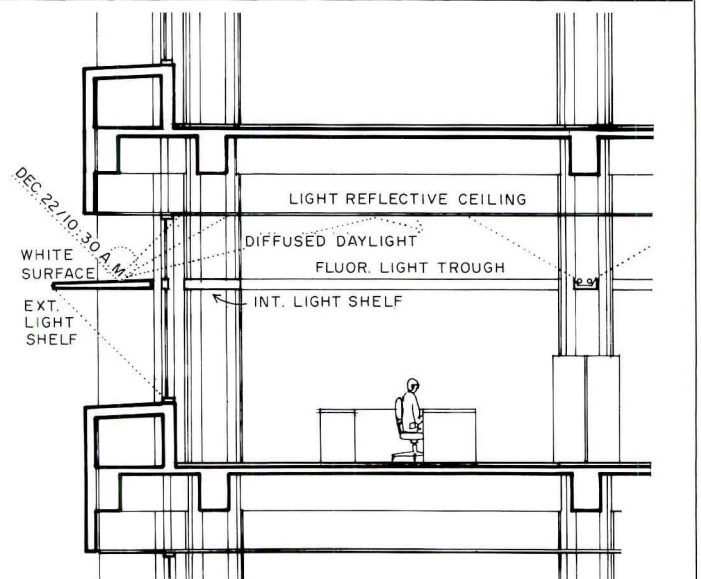 DEC. 22/10:30 A.M.
LIGHT REFLECTIVE CEILING
DIFFUSED DAYLIGHT
WHITE
SURFACE
FLUOR. LIGHT TROUGH
EXT.
LIGHT
SHELF
INT. LIGHT SHELF